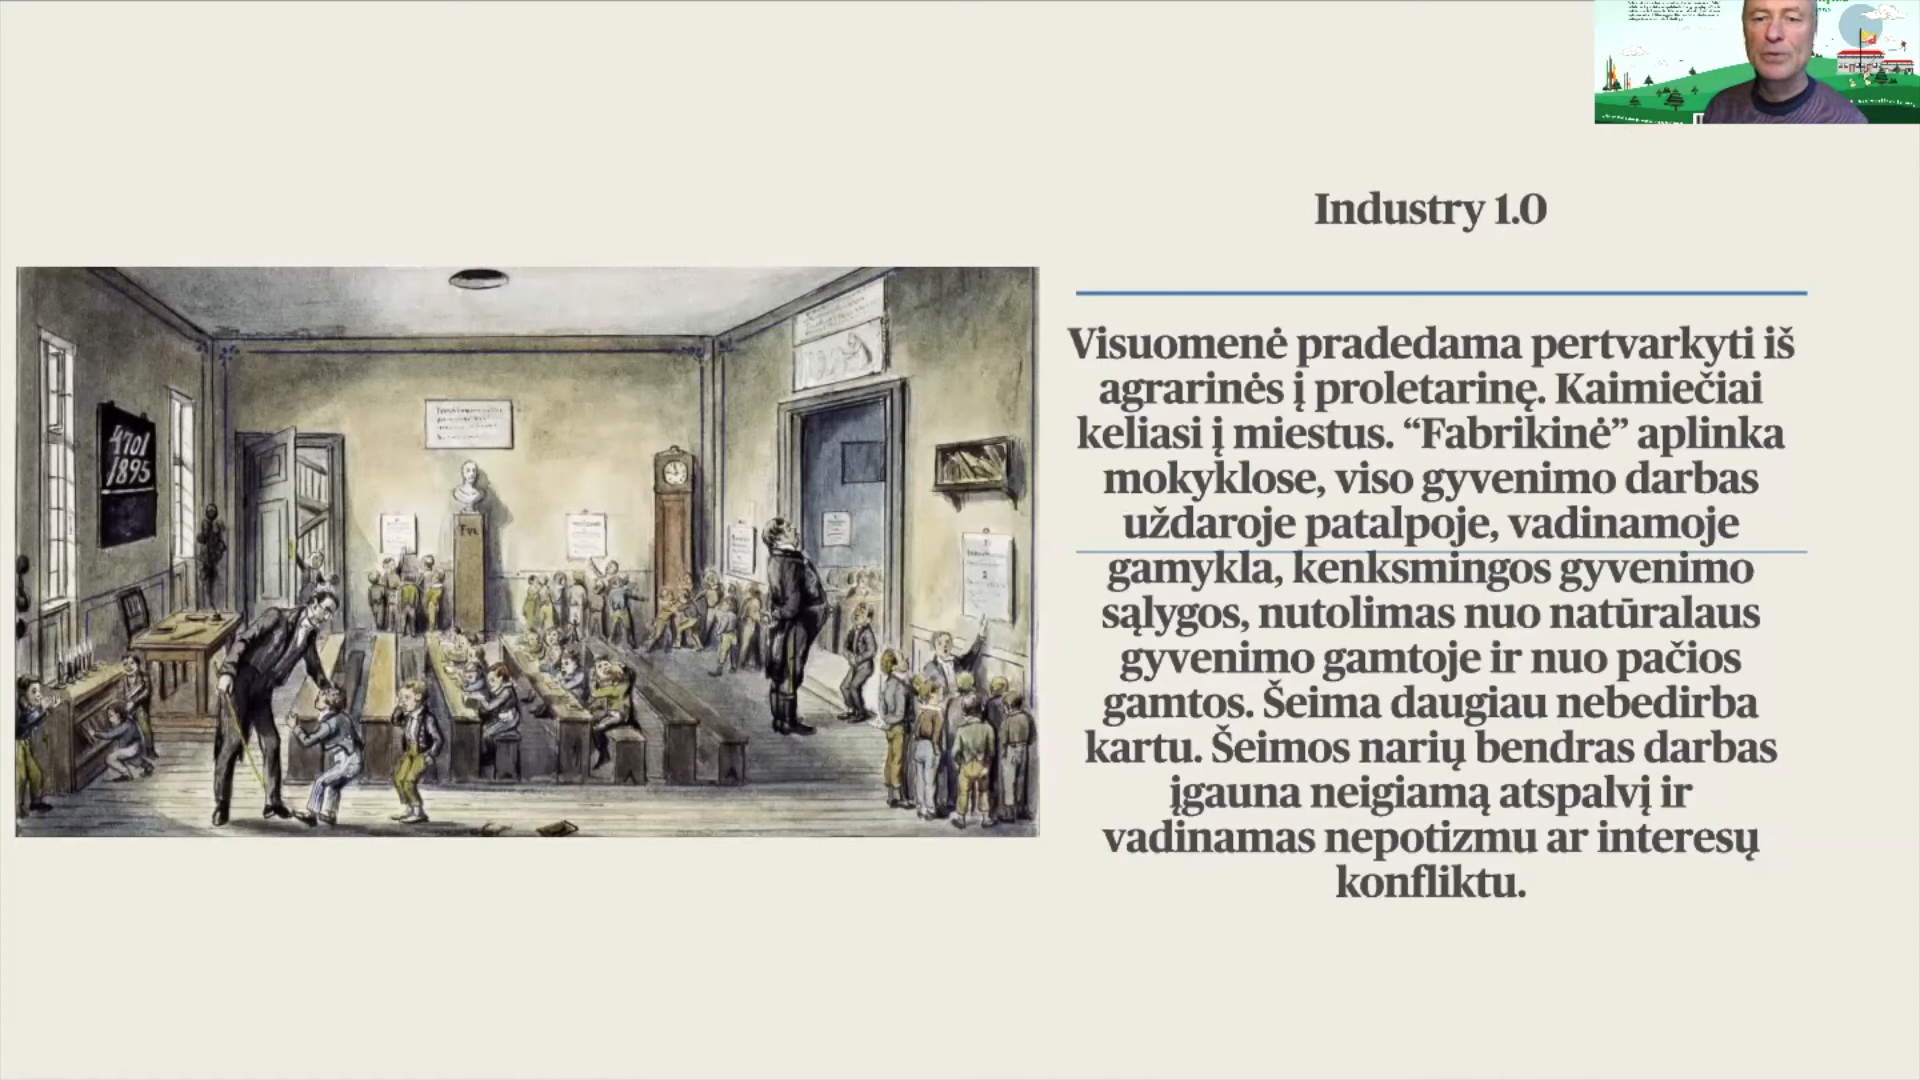 Industry 1.0
Visuomenė pradedama pertvarkyti iš
agrarinės į proletarinę. Kaimiečiai
keliasi į miestus. “Fabrikinė” aplinka
mokyklose, viso gyvenimo darbas
uždaroje patalpoje, vadinamoje
gamykla, kenksmingos gyvenimo
sąlygos, nutolimas nuo natūralaus
gyvenimo gamtoje ir nuo pačios
gamtos. Šeima daugiau nebedirba
kartu. Šeimos narių bendras darbas
įgauna neigiamą atspalvį ir
vadinamas nepotizmu ar interesų
konfliktu.
4701
1895